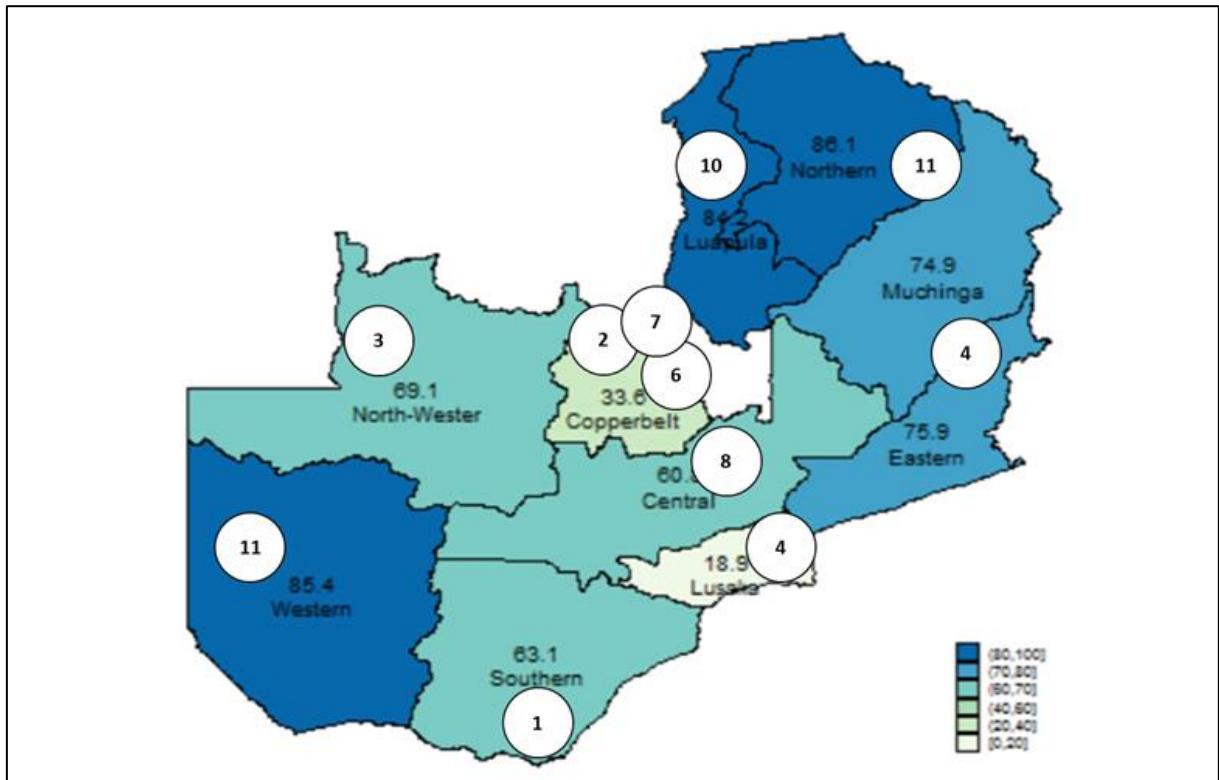 10
86.1
Northern
11
84.2
Luapula
74.9
Muchinga
7
2
3
4
6
69.1
North-Wester
33.6
Copperbelt
75.9
Eastern
8
60.
Central
11
4
18.9
Lusaka
85.4
Western
63.1
Southern
1
(80,100]
(70,80]
(60,70]
(40,60]
(20,40]
[0,20]